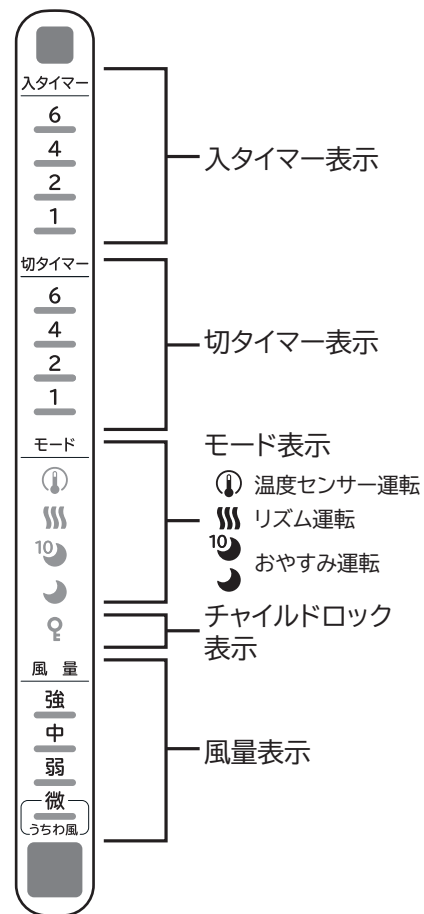 入タイマー
6
4
2
1
切タイマー
6
4
2
1
モード
10
風 量
強
中
弱
微
うちわ風
入タイマー表示
切タイマー表示
モード表示
温度センサー運転
リズム運転
10
おやすみ運転
チャイルドロック
表示
風量表示